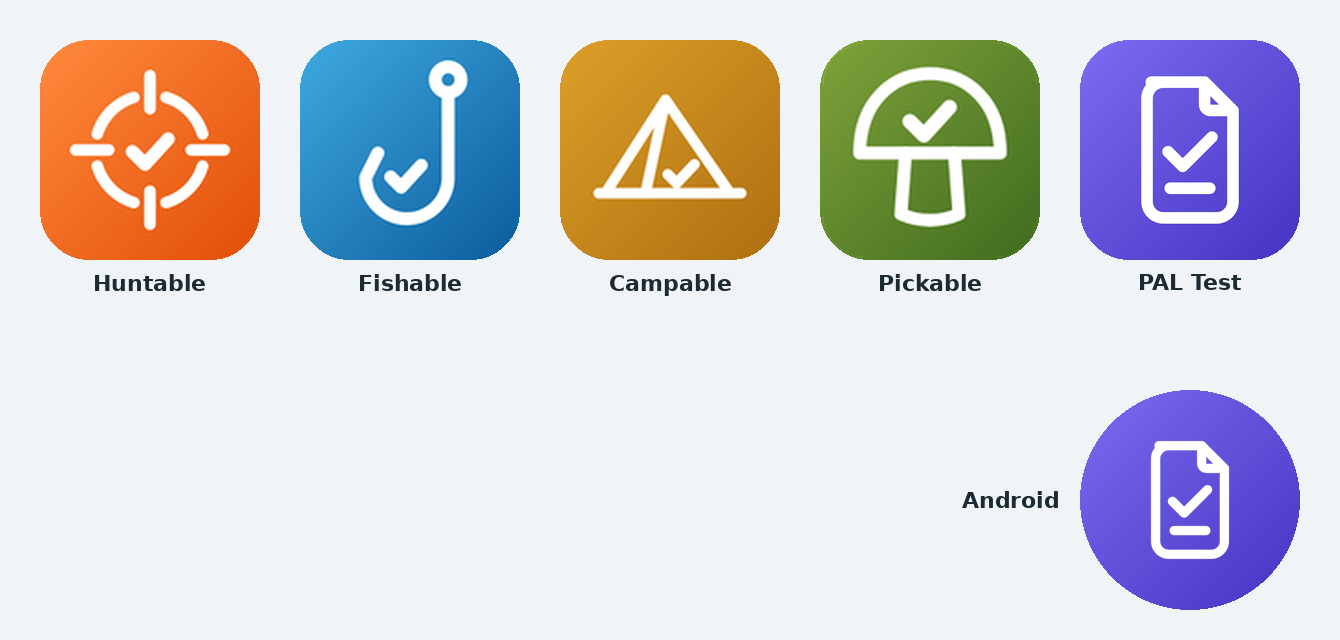 Huntable
Fishable
Campable
Pickable
PAL Test
Android